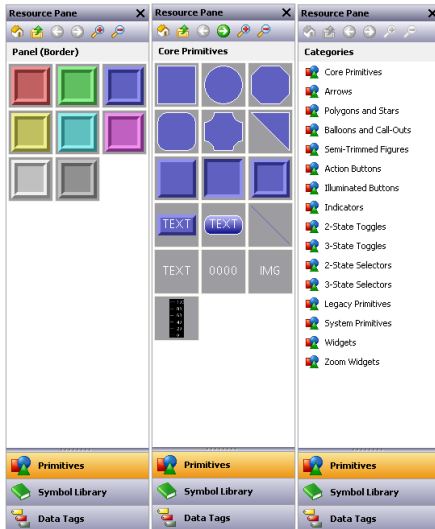 Resource Pane
Panel (Border)
Primitives
Symbol Library
Data Tags
Resource Pane
Core Primitives
TEXT
TEXT
TEXT
0000
IMG
Primitives
Symbol Library
Data Tags
Resource Pane
Categories
Core Primitives
Arrows
Polygons and Stars
Balloons and Call-Outs
Semi-Trimmed Figures
Action Buttons
Illuminated Buttons
Indicators
2-State Toggles
3-State Toggles
2-State Selectors
3-State Selectors
Legacy Primitives
System Primitives
Widgets
Zoom Widgets
Primitives
Symbol Library
Data Tags